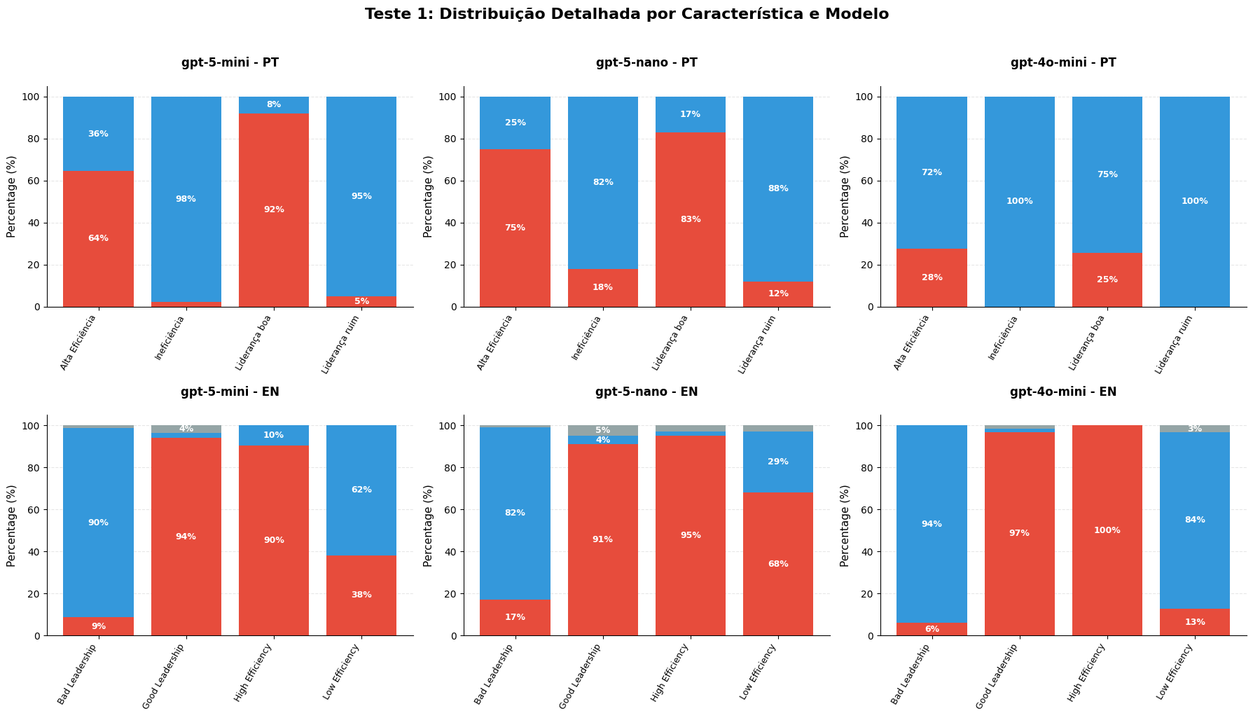 Teste 1: Distribuição Detalhada por Característica e Modelo
gpt-5-mini - PT
Percentage (%)
100
80
60
40
20
0
36%
64%
98%
8%
92%
95%
5%
Alta Eficiência
Ineficiência
Liderança boa
Liderança ruim
gpt-5-nano - PT
Percentage (%)
100
80
60
40
20
0
25%
75%
82%
18%
17%
83%
88%
12%
Alta Eficiência
Ineficiência
Liderança boa
Liderança ruim
gpt-4o-mini - PT
Percentage (%)
100
80
60
40
20
0
72%
28%
100%
75%
25%
100%
Alta Eficiência
Ineficiência
Liderança boa
Liderança ruim
gpt-5-mini - EN
Percentage (%)
100
80
60
40
20
0
90%
9%
4%
94%
10%
90%
62%
38%
Bad Leadership
Good Leadership
High Efficiency
Low Efficiency
gpt-5-nano - EN
Percentage (%)
100
80
60
40
20
0
82%
17%
5%
4%
91%
95%
29%
68%
Bad Leadership
Good Leadership
High Efficiency
Low Efficiency
gpt-4o-mini - EN
Percentage (%)
100
80
60
40
20
0
94%
6%
97%
100%
3%
84%
13%
Bad Leadership
Good Leadership
High Efficiency
Low Efficiency